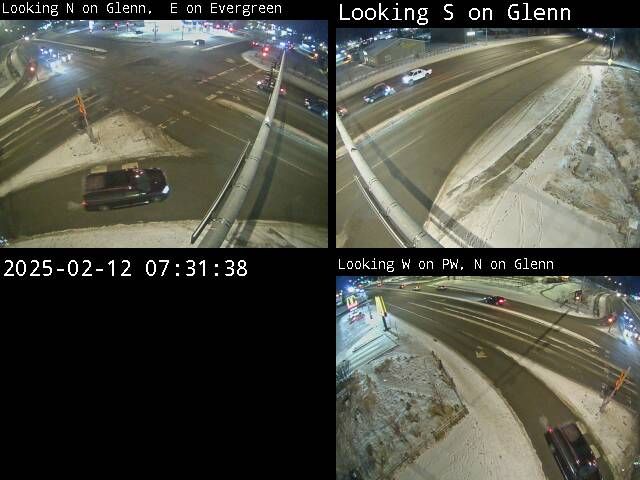 Looking N on Glenn,  E on Evergreen
Looking S on Glenn
2025-02-12 07:31:38
Looking W on PW, N on Glenn